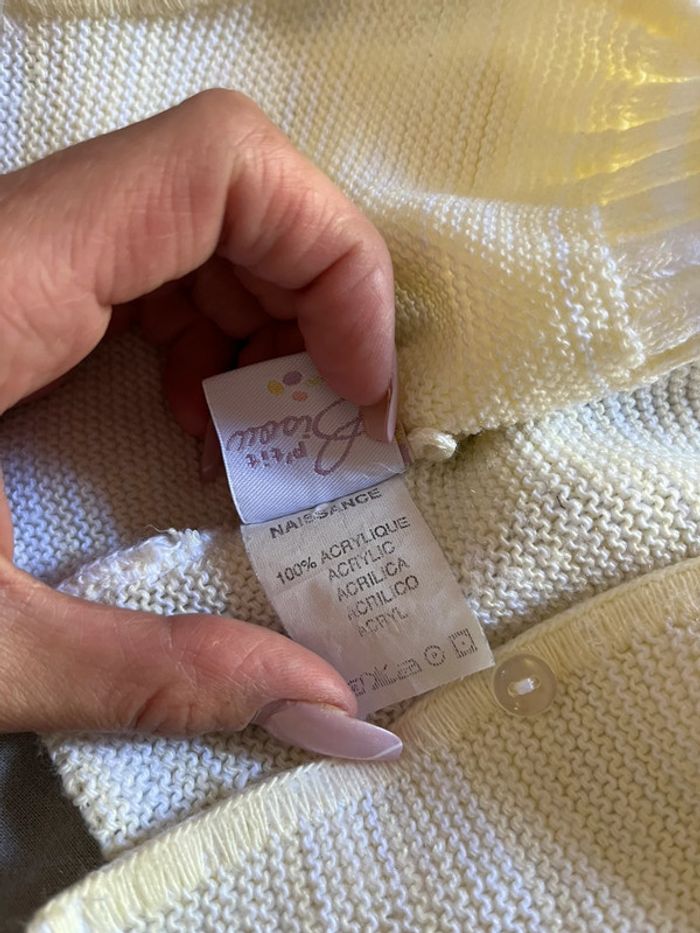 p'tit
Bisou
NAISSANCE
100% ACRYLIQUE
ACRYLIC
ACRILICA
ACRILICO
ACRYL
P